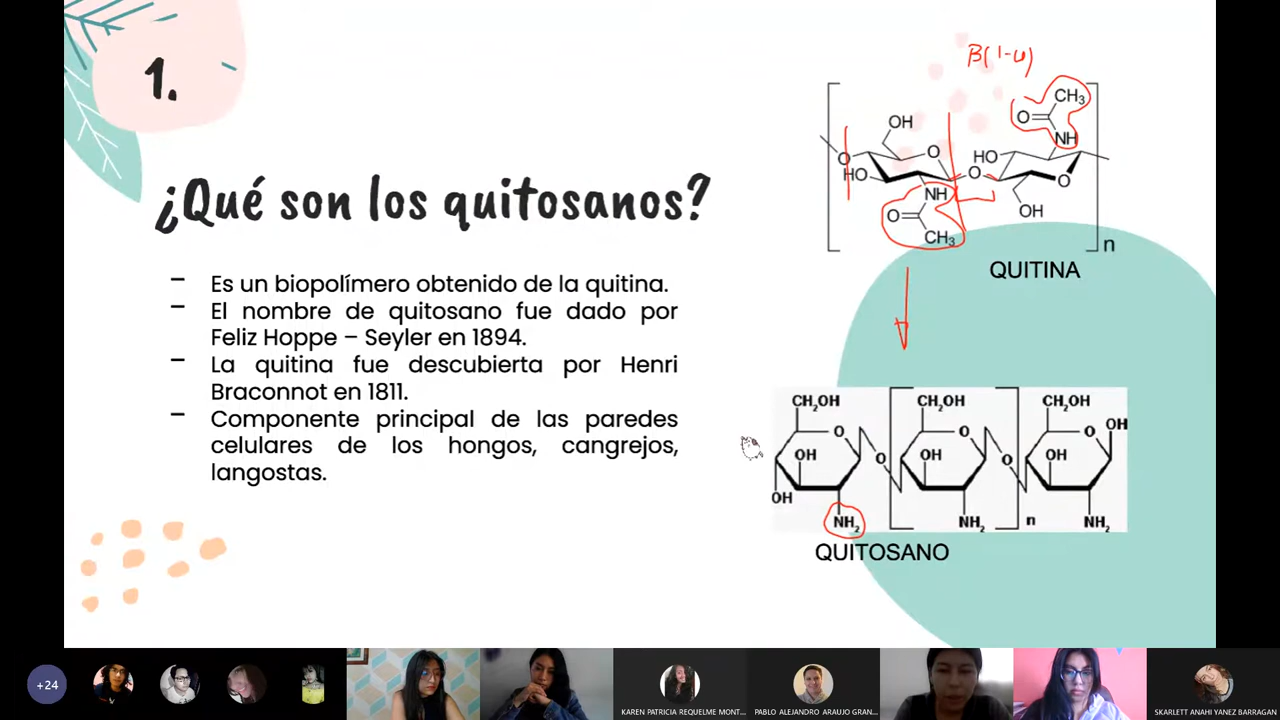 1.
¿Qué son los quitosanos?
– Es un biopolímero obtenido de la quitina.
– El nombre de quitosano fue dado por
Feliz Hoppe – Seyler en 1894.
– La quitina fue descubierta por Henri
Braconnot en 1811.
– Componente principal de las paredes
celulares de los hongos, cangrejos,
langostas.
β(1-4)
CH₃
O
NH
OH
O
HO
O
HO
O
O
NH
O
OH
CH₃
n
QUITINA
CH₂OH CH₂OH CH₂OH
O O O OH
OH O OH O OH
OH
NH₂ NH₂ n NH₂
QUITOSANO
+24
KAREN PATRICIA REQUELME MONT...
PABLO ALEJANDRO ARAUJO GRAN...
SKARLETT ANAHI YANEZ BARRAGAN